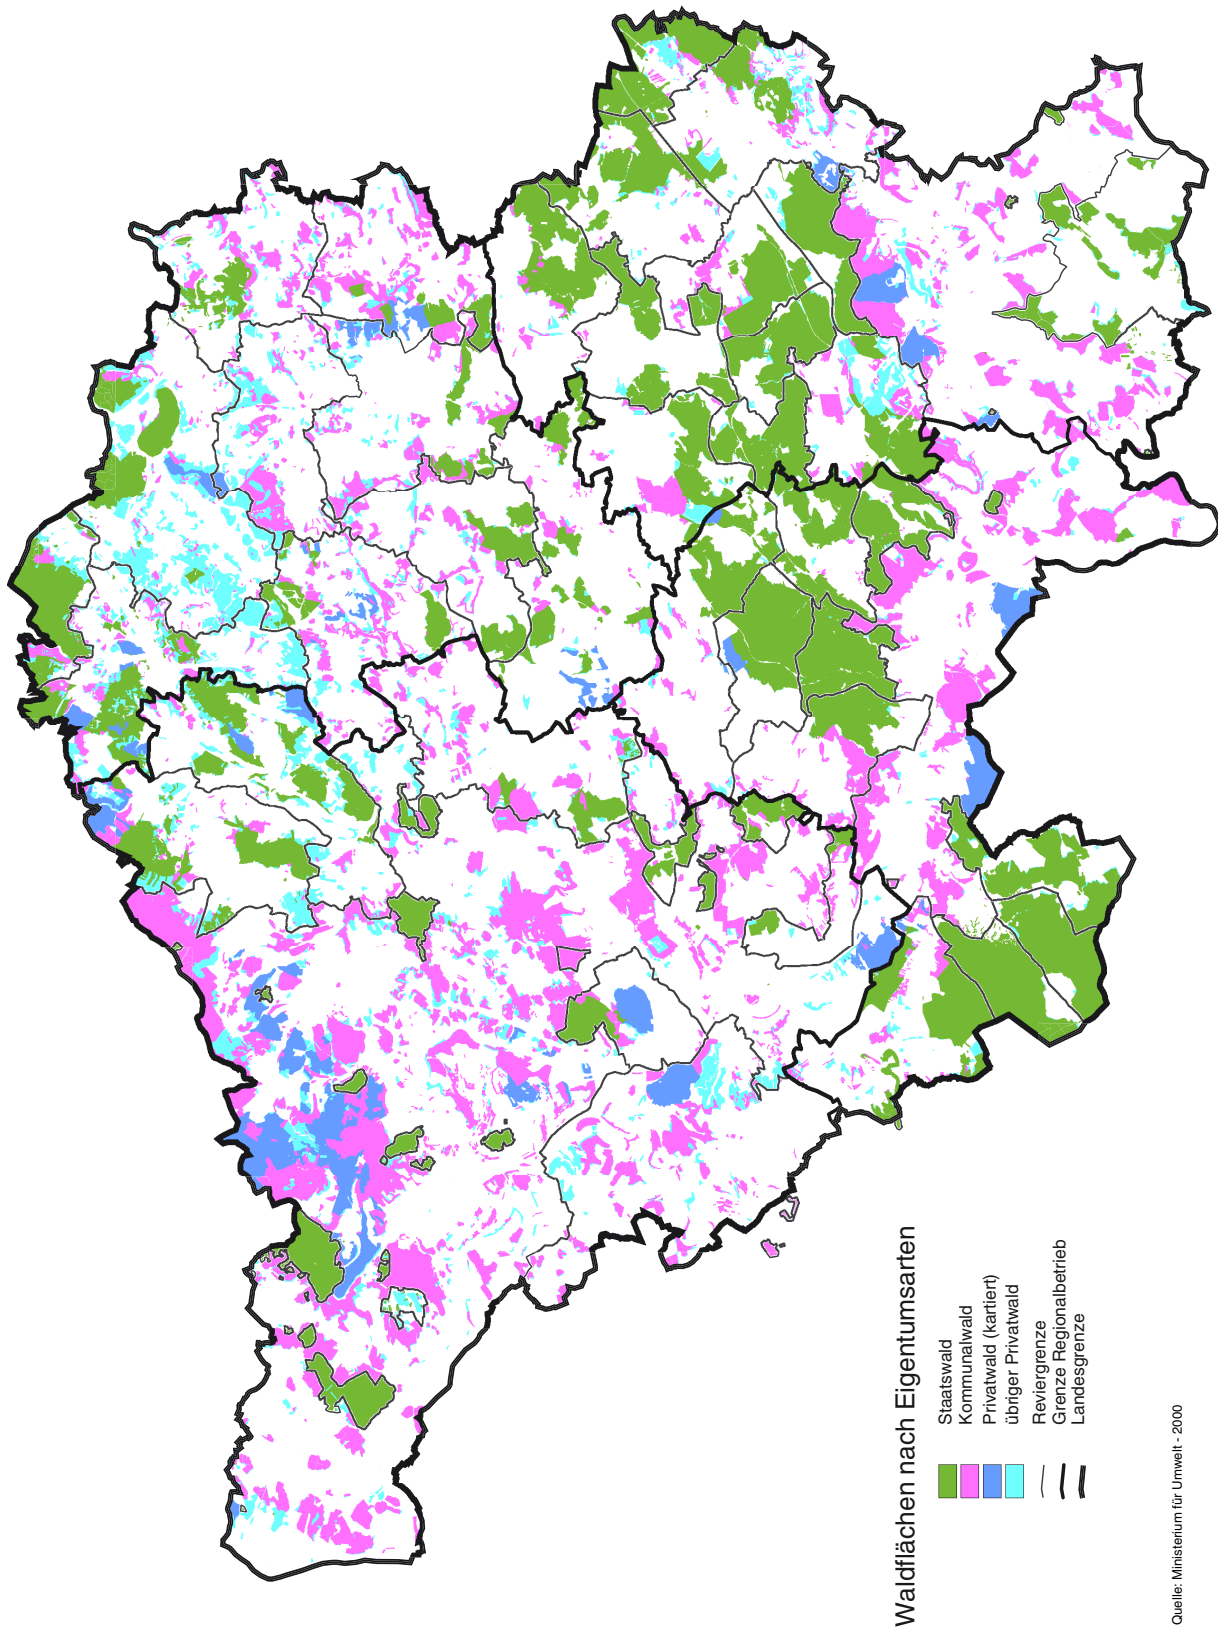 Waldflächen nach Eigentumsarten
Staatswald
Kommunalwald
Privatwald (kartiert)
übriger Privatwald
Reviergrenze
Grenze Regionalbetrieb
Landesgrenze
Quelle: Ministerium für Umwelt - 2000